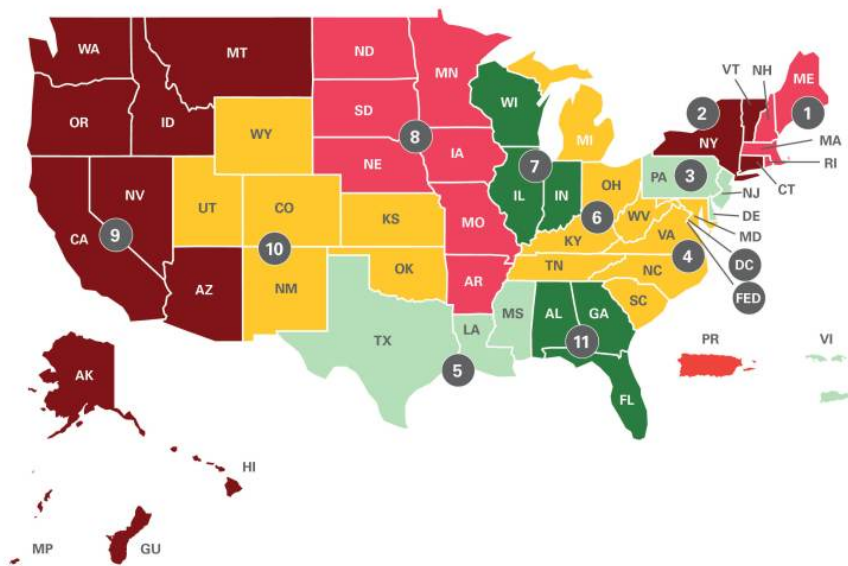 WA
MT
ND
MN
ME
VT
NH
OR
ID
SD
WI
2
1
WY
8
NY
MA
MI
NE
IA
7
PA
3
RI
NV
UT
CO
IL
IN
OH
NJ
CT
KS
MO
6
WV
DE
CA
9
10
KY
VA
MD
4
DC
AZ
NM
OK
AR
TN
NC
FED
SC
TX
LA
MS
AL
GA
11
PR
VI
5
AK
FL
HI
MP
GU